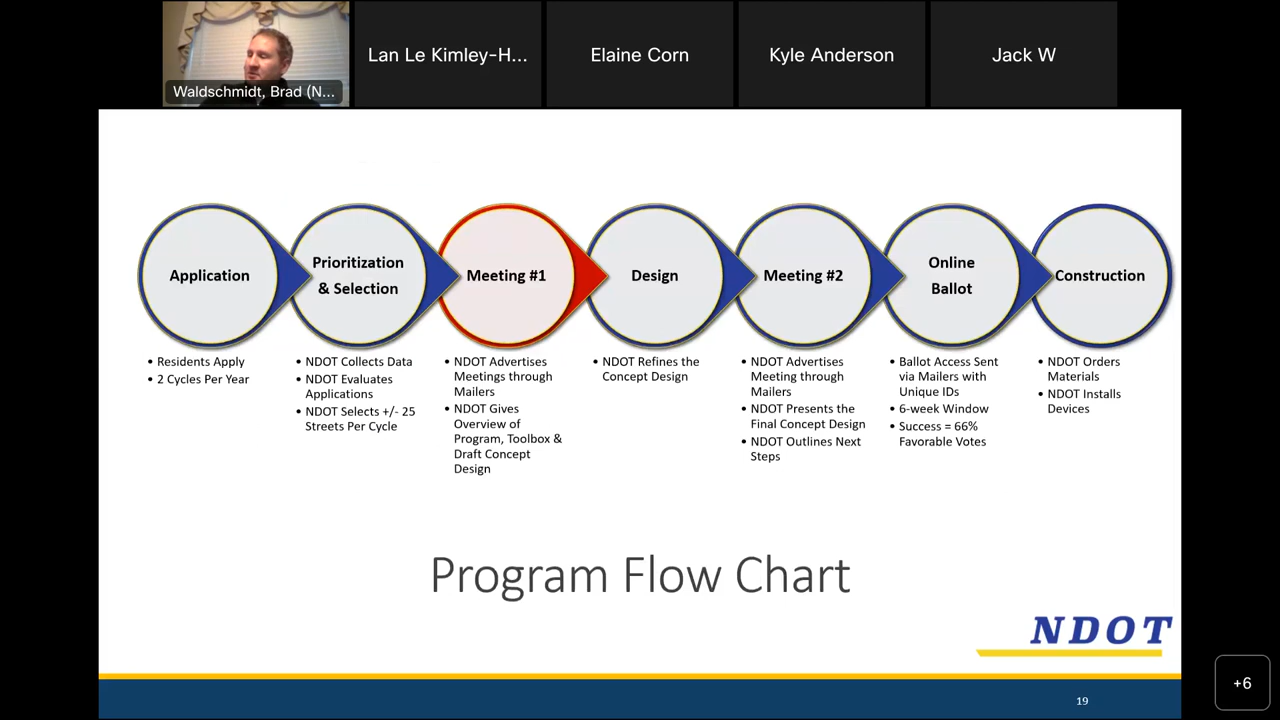 Waldschmidt, Brad (N...
Lan Le Kimley-H...
Elaine Corn
Kyle Anderson
Jack W
Application
• Residents Apply
• 2 Cycles Per Year
Prioritization
& Selection
• NDOT Collects Data
• NDOT Evaluates
Applications
• NDOT Selects +/- 25
Streets Per Cycle
Meeting #1
• NDOT Advertises
Meetings through
Mailers
• NDOT Gives
Overview of
Program, Toolbox &
Draft Concept
Design
Design
• NDOT Refines the
Concept Design
Meeting #2
• NDOT Advertises
Meeting through
Mailers
• NDOT Presents the
Final Concept Design
• NDOT Outlines Next
Steps
Online
Ballot
• Ballot Access Sent
via Mailers with
Unique IDs
• 6-week Window
• Success = 66%
Favorable Votes
Construction
• NDOT Orders
Materials
• NDOT Installs
Devices
Program Flow Chart
NDOT
19
+6